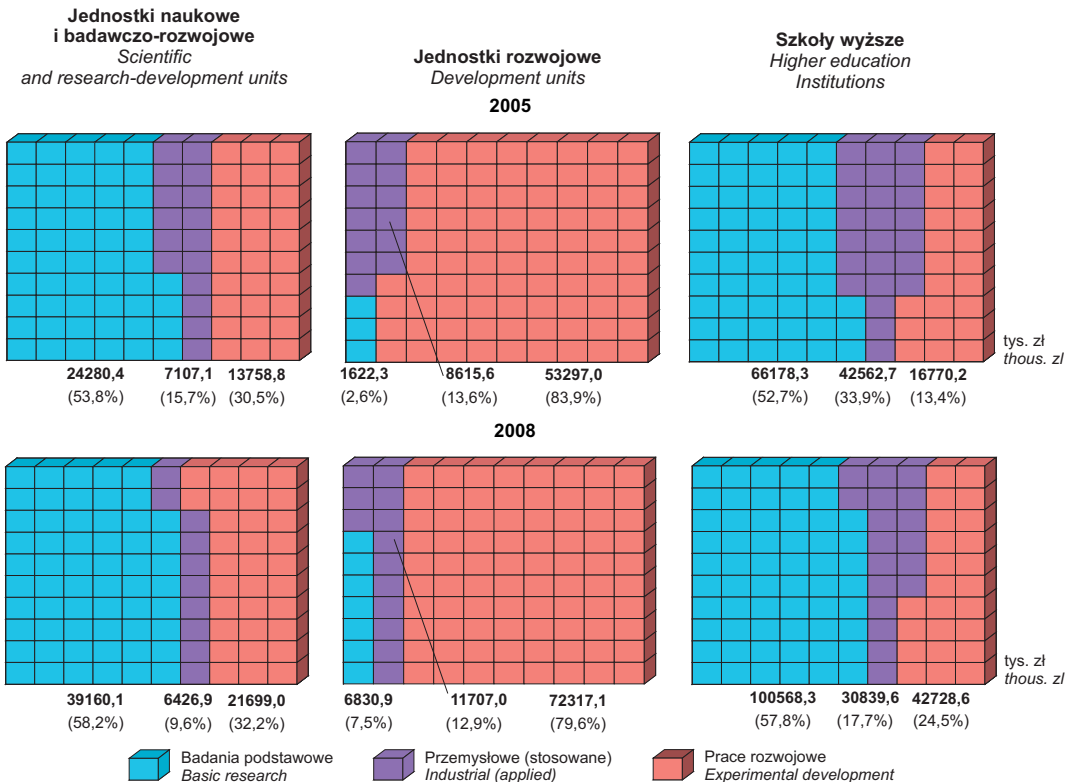 Jednostki naukowe
i badawczo-rozwojowe
Scientific
and research-development units
Jednostki rozwojowe
Development units
Szkoły wyższe
Higher education
Institutions
2005
tys. zł
thous. zl
24280,4 7107,1 13758,8
(53,8%) (15,7%) (30,5%)
1622,3 8615,6 53297,0
(2,6%) (13,6%) (83,9%)
66178,3 42562,7 16770,2
(52,7%) (33,9%) (13,4%)
2008
tys. zł
thous. zl
39160,1 6426,9 21699,0
(58,2%) (9,6%) (32,2%)
6830,9 11707,0 72317,1
(7,5%) (12,9%) (79,6%)
100568,3 30839,6 42728,6
(57,8%) (17,7%) (24,5%)
Badania podstawowe
Basic research
Przemysłowe (stosowane)
Industrial (applied)
Prace rozwojowe
Experimental development